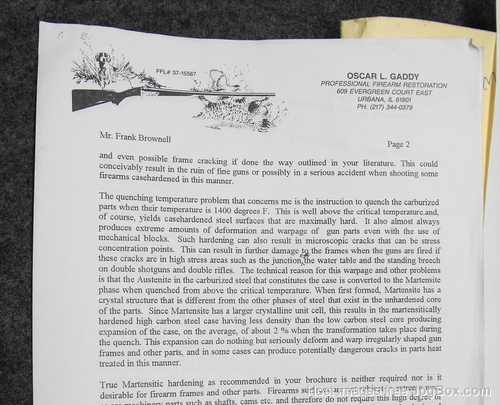 FFL# 37-15567
OSCAR L. GADDY
PROFESSIONAL FIREARM RESTORATION
609 EVERGREEN COURT EAST
URBANA, IL 61801
PH. (217) 344-0379
Mr. Frank Brownell
Page 2
and even possible frame cracking if done the way outlined in your literature. This could
conceivably result in the ruin of fine guns or possibly in a serious accident when shooting some
firearms casehardened in this manner.
The quenching temperature problem that concerns me is the instruction to quench the carburized
parts when their temperature is 1400 degrees F. This is well above the critical temperature.and,
of course, yields casehardened steel surfaces that are maximally hard. It also almost always
produces extreme amounts of deformation and warpage of gun parts even with the use of
mechanical blocks. Such hardening can also result in microscopic cracks that can be stress
concentration points. This can result in further damage to the frames when the guns are fired if
these cracks are in high stress areas such as the junction the water table and the standing breech
on double shotguns and double rifles. The technical reason for this warpage and other problems
is that the Austenite in the carburized steel that constitutes the case is converted to the Martensite
phase when quenched from above the critical temperature. When first formed, Martensite has a
crystal structure that is different from the other phases of steel that exist in the unhardened core
of the parts. Since Martensite has a larger crystalline unit cell, this results in the martensitically
hardened high carbon steel case having less density than the low carbon steel core producing
expansion of the case, on the average, of about 2 % when the transformation takes place during
the quench. This expansion can do nothing but seriously deform and warp irregularly shaped gun
frames and other parts, and in some cases can produce potentially dangerous cracks in parts heat
treated in this manner.
True Martensitic hardening as recommended in your brochure is neither required nor is it
desirable for firearm frames and other parts. Firearms
machinery parts such as shafts, cams etc. and therefore do not require this high degree of